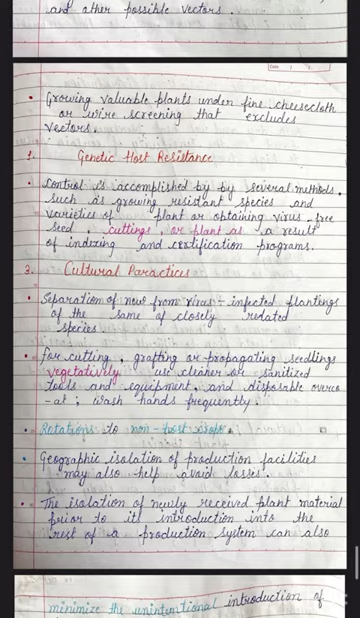 and other possible vectors.
Date
• Growing valuable plants under fine cheesecloth
or wire screening that excludes
vectors.
1. Genetic Host Resistance
• Control is accomplished by by several methods.
such as growing resistant species and
varieties of plant or obtaining virus-free
seed, cuttings, or plant as a result
of indexing and certification programs.
3. Cultural Paractices
• Separation of new from virus-infected plantengs
of the same of closely related
species.
• for cutting, grafting or propagating seedlings
vegetatively use cleaner or sanitized
tools and equipment, and disposable overco
-at; wash hands frequently.
• Rotations to non-host crops.
• Geographic isolation of production facilities
may also help avoid losses.
• The isolation of newly received plant material
prior to its introduction into the
rest of a production system can also
minimize the unintentional introduction of